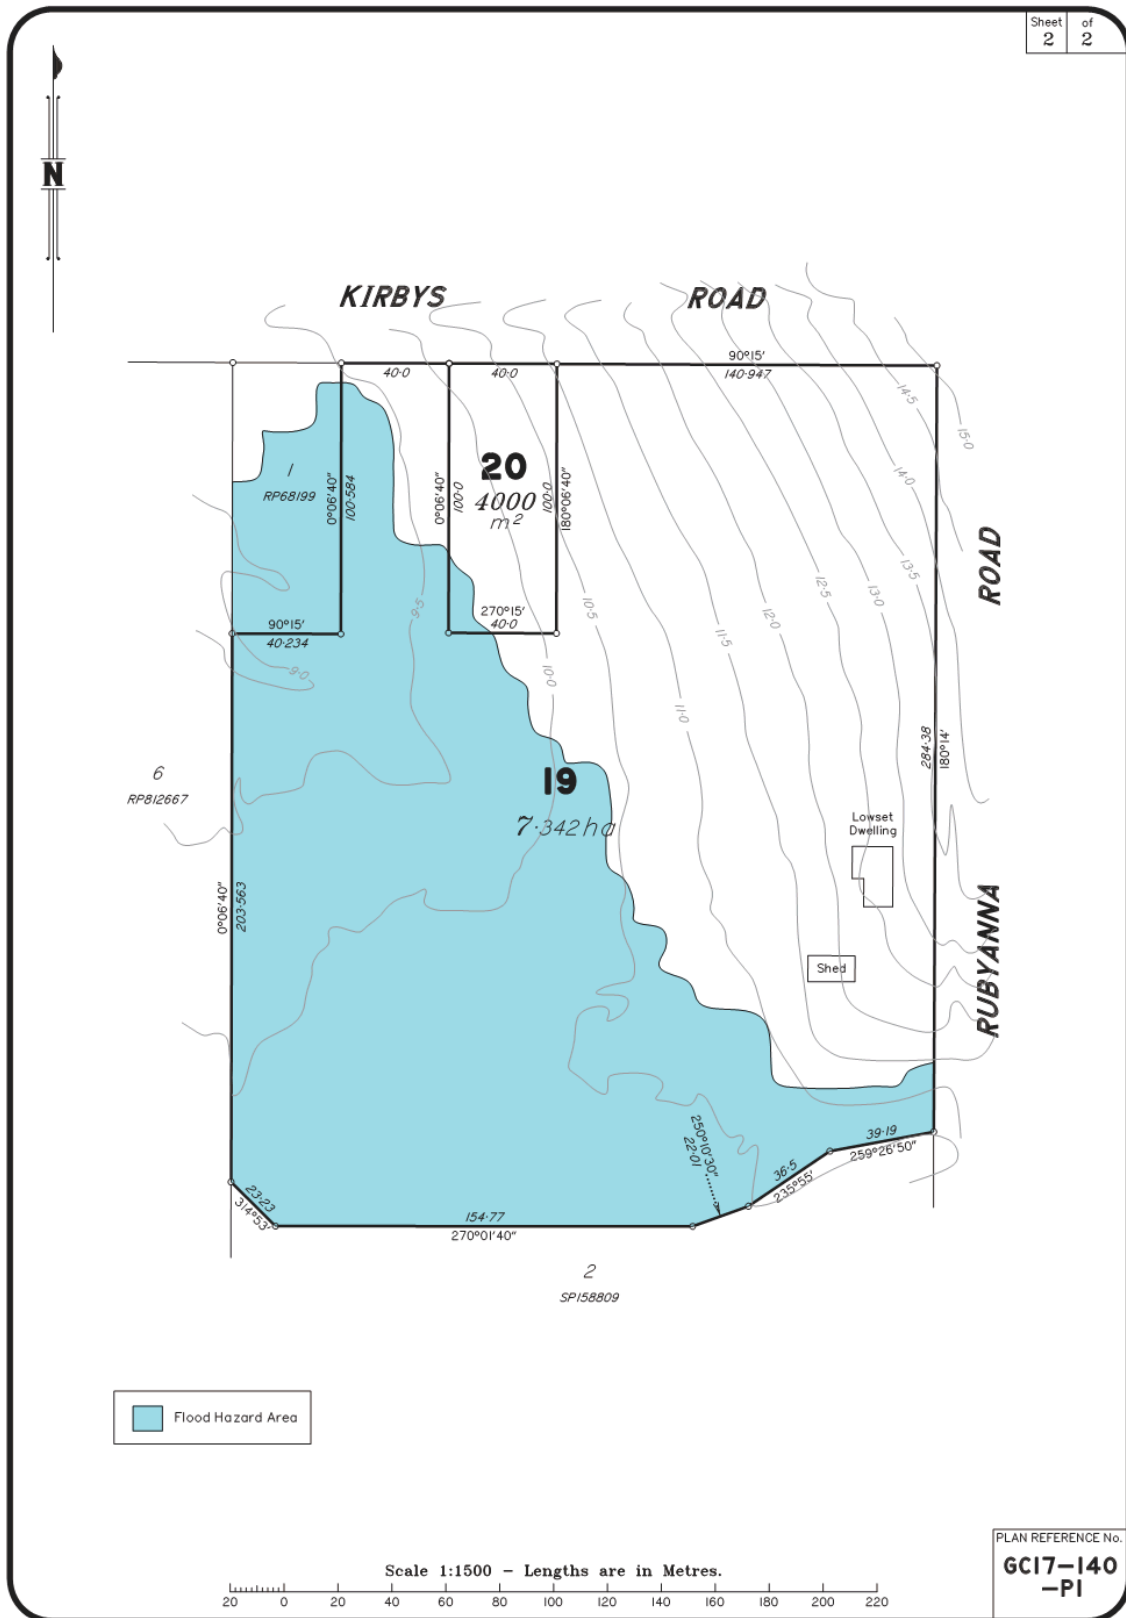 Sheet of
2 2
N
KIRBYS ROAD
90°15'
40·0 40·0 140·947
14·5
15·0
1
RP68199
0°06'40"
100·584
0°06'40"
100·0
20
4000
m²
100·0
180°06'40"
14·0
ROAD
13·5
13·0
12·5
12·0
11·5
10·5
9·5
270°15'
40·0
90°15'
40·234
9·0
10·0
11·0
284·38
180°14'
6
RP812667
19
7·342ha
Lowset
Dwelling
0°06'40"
203·563
Shed
RUBYANNA
250°10'30"
22·01
39·19
259°26'50"
36·5
235°55'
23·23
314°53'
154·77
270°01'40"
2
SP158809
Flood Hazard Area
Scale 1:1500 – Lengths are in Metres.
20 0 20 40 60 80 100 120 140 160 180 200 220
PLAN REFERENCE No.
GC17–140
–P1